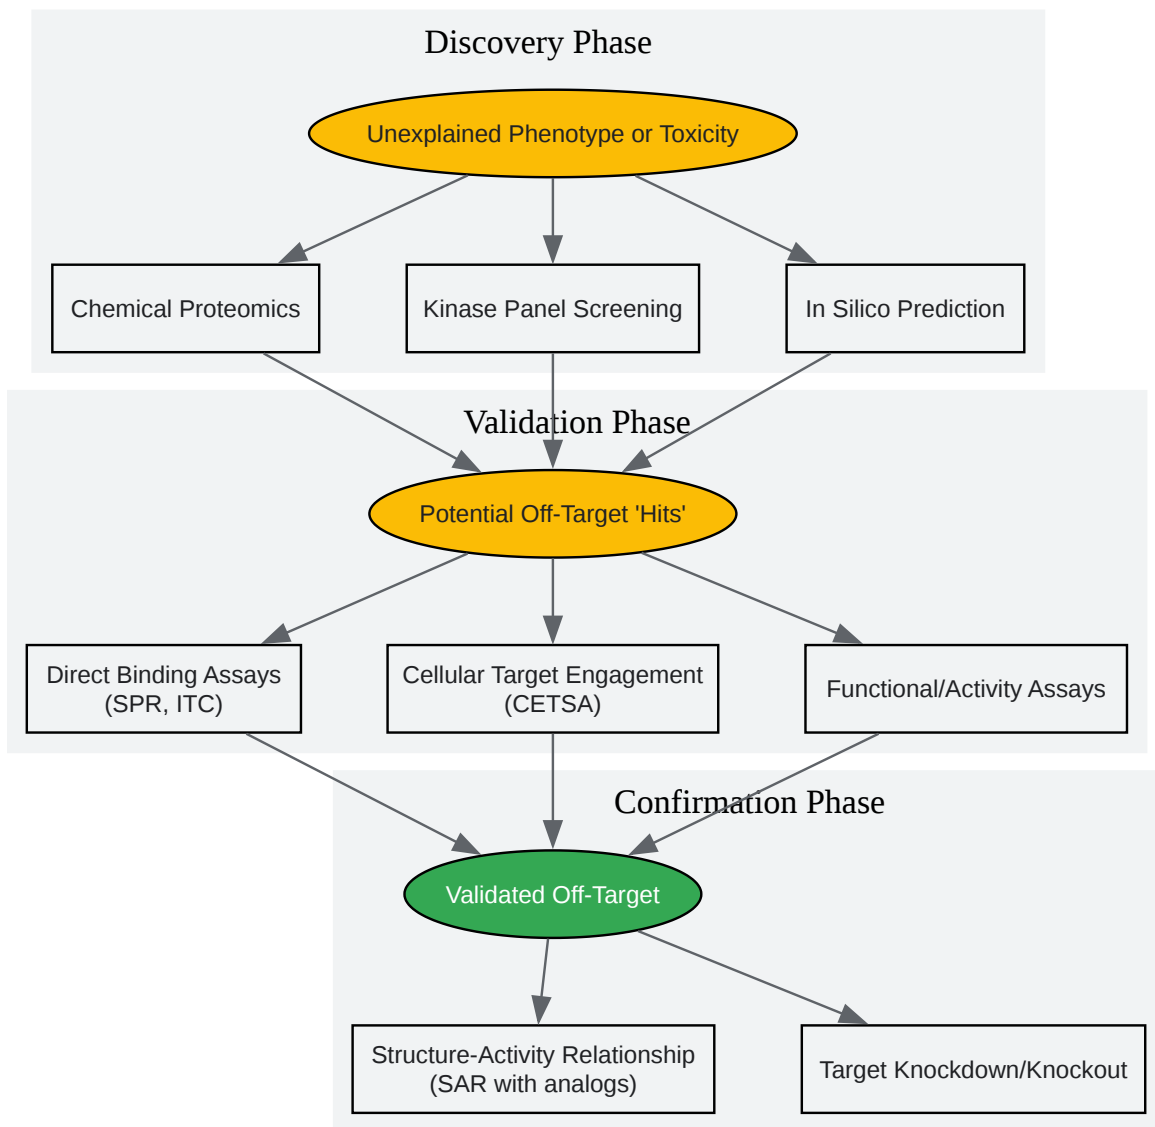 Discovery Phase
Unexplained Phenotype or Toxicity
Chemical Proteomics
Kinase Panel Screening
In Silico Prediction
Validation Phase
Potential Off-Target 'Hits'
Direct Binding Assays
(SPR, ITC)
Cellular Target Engagement
(CETSA)
Functional/Activity Assays
Confirmation Phase
Validated Off-Target
Structure-Activity Relationship
(SAR with analogs)
Target Knockdown/Knockout